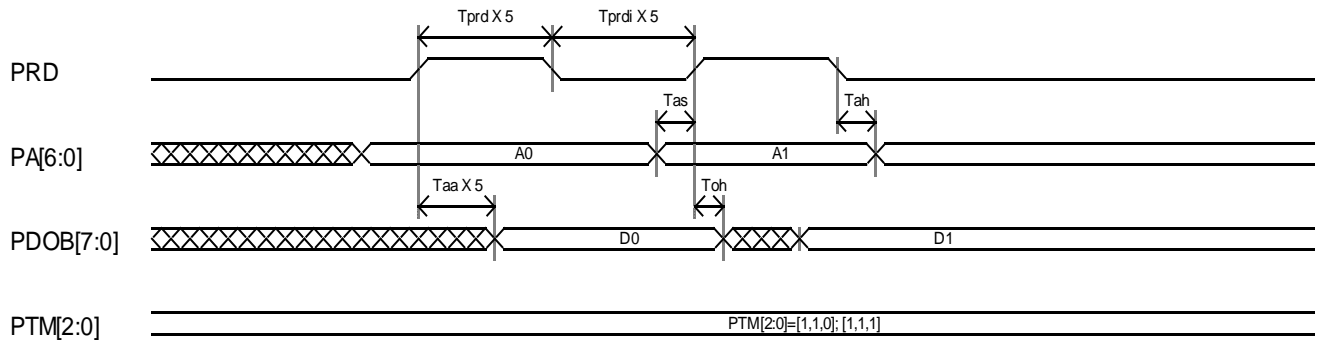 Tprd X 5 Tprdi X 5
PRD
Tas Tah
PA[6:0] A0 A1
Taa X 5 Toh
PDOB[7:0] D0 D1
PTM[2:0] PTM[2:0]=[1,1,0]; [1,1,1]